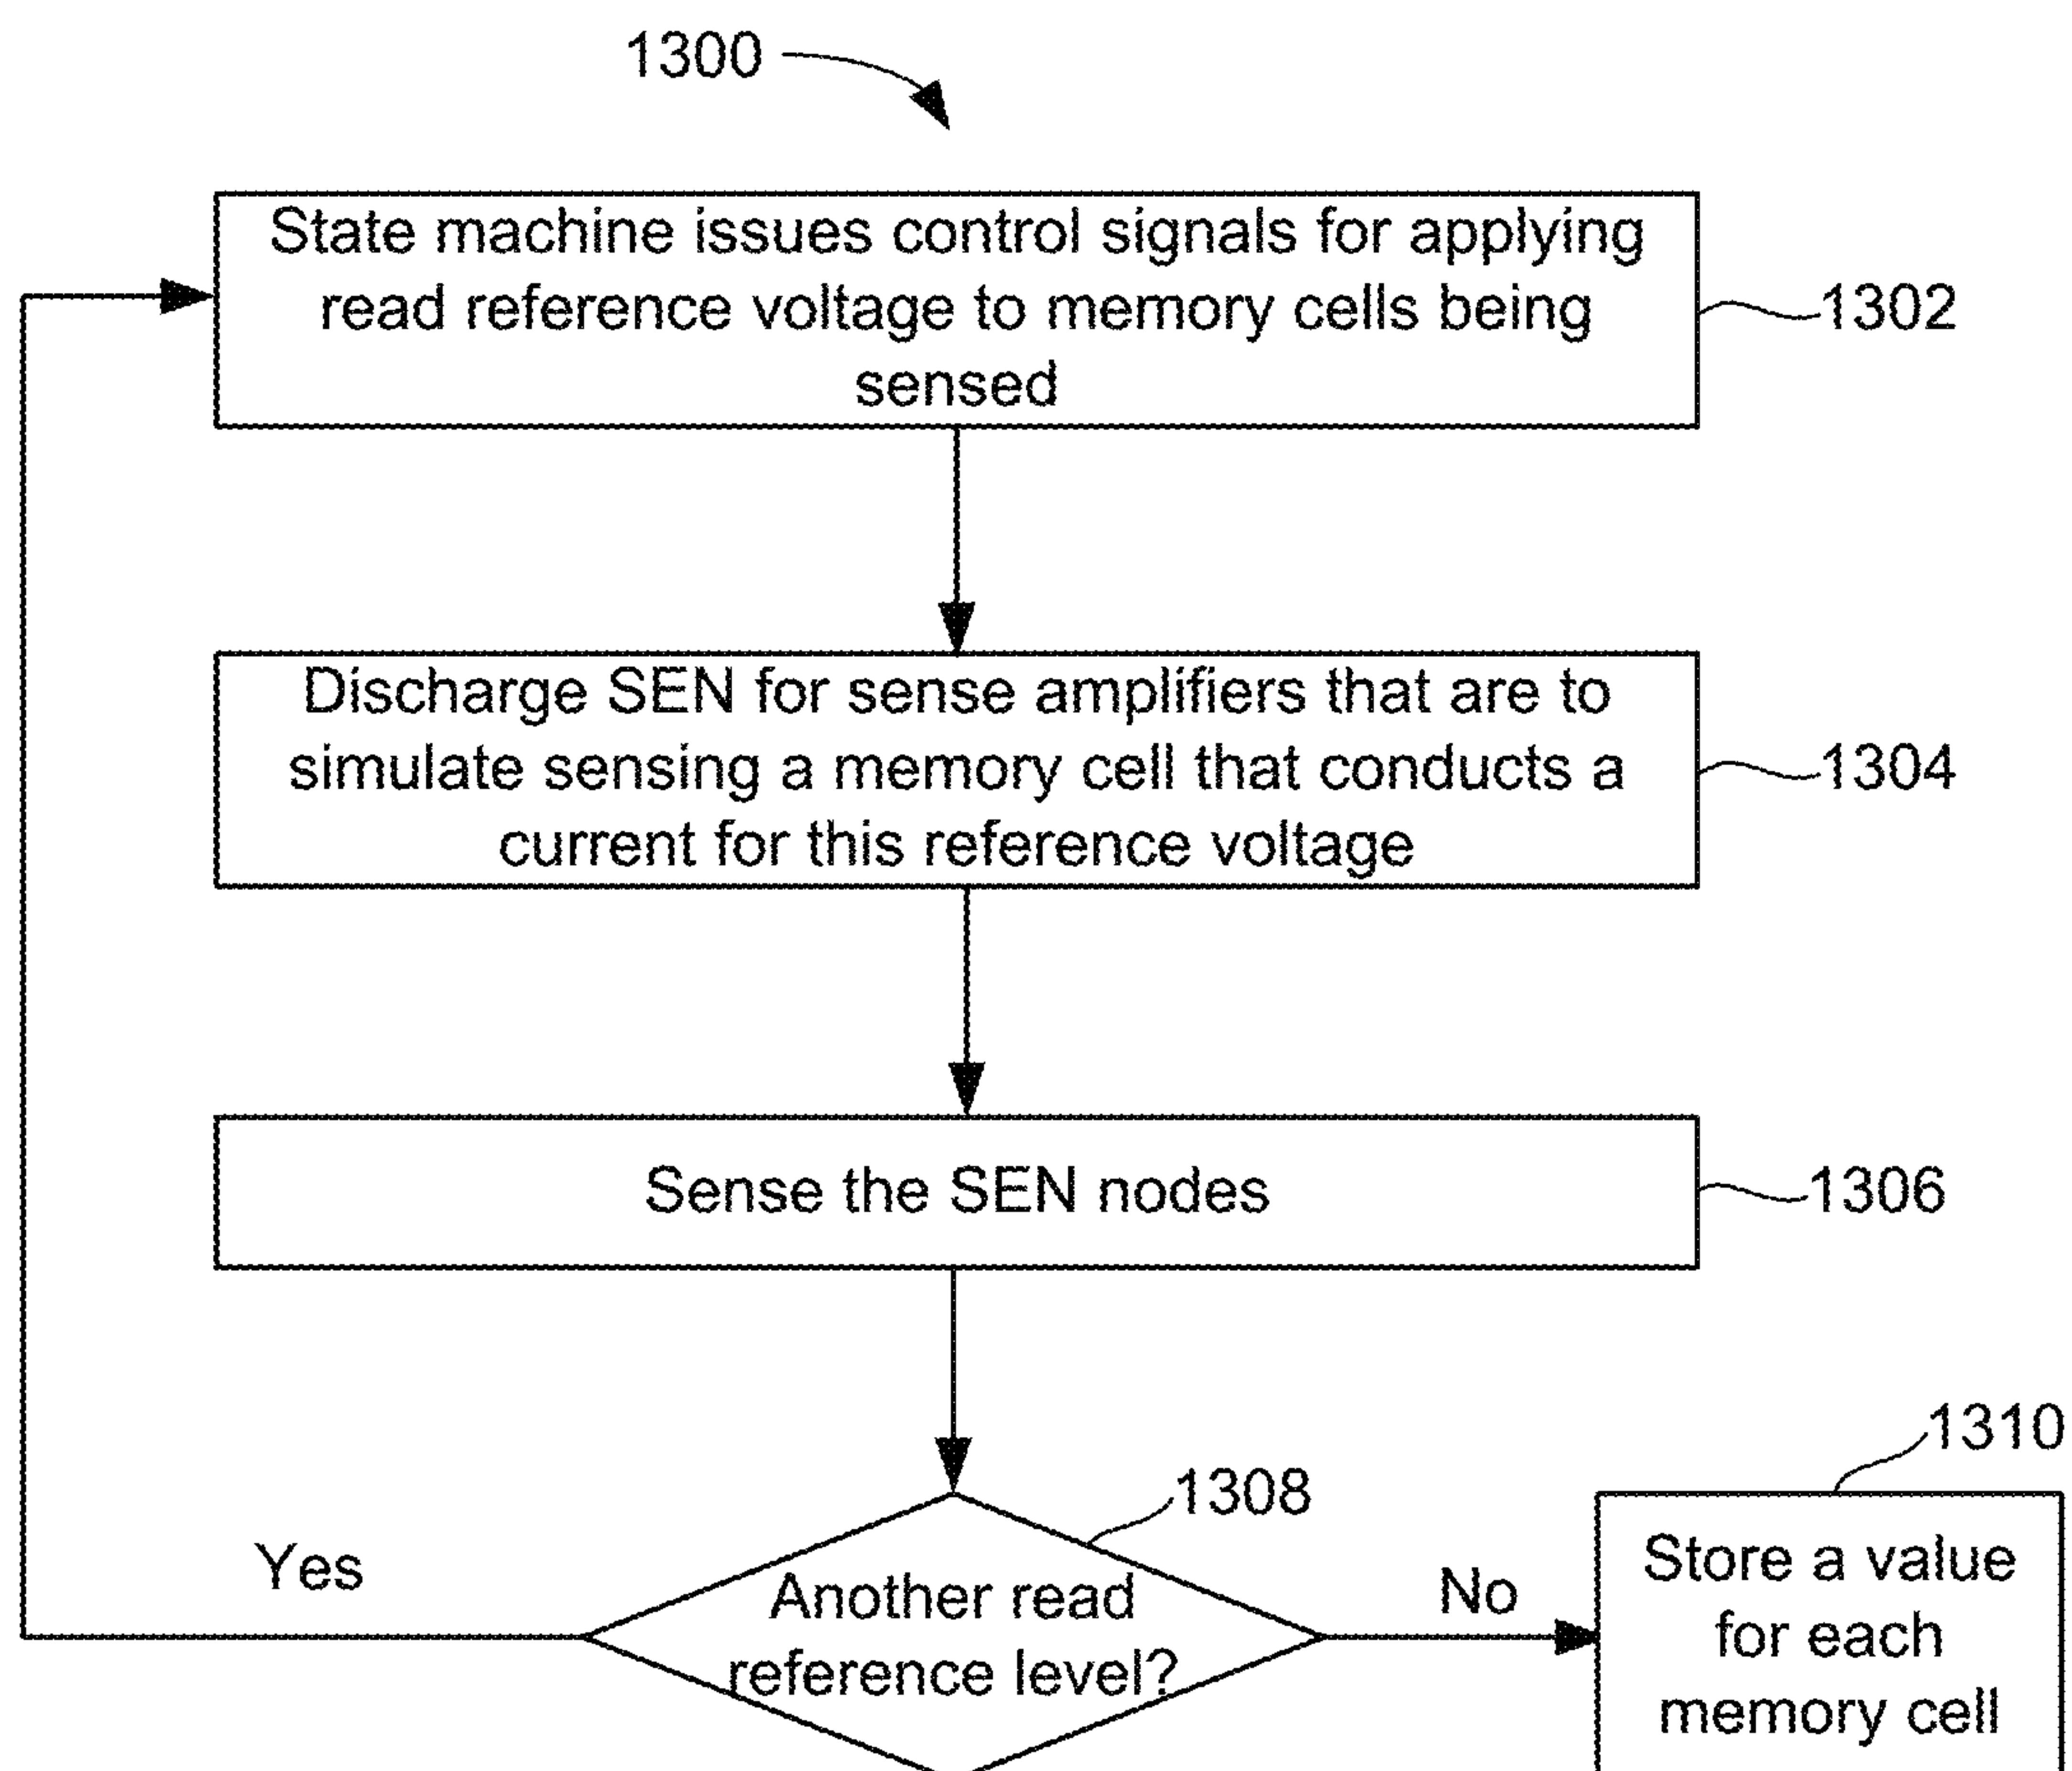 1300
State machine issues control signals for applying
read reference voltage to memory cells being
sensed
1302
Discharge SEN for sense amplifiers that are to
simulate sensing a memory cell that conducts a
current for this reference voltage
1304
Sense the SEN nodes
1306
1308
Another read
reference level?
Yes
No
1310
Store a value
for each
memory cell